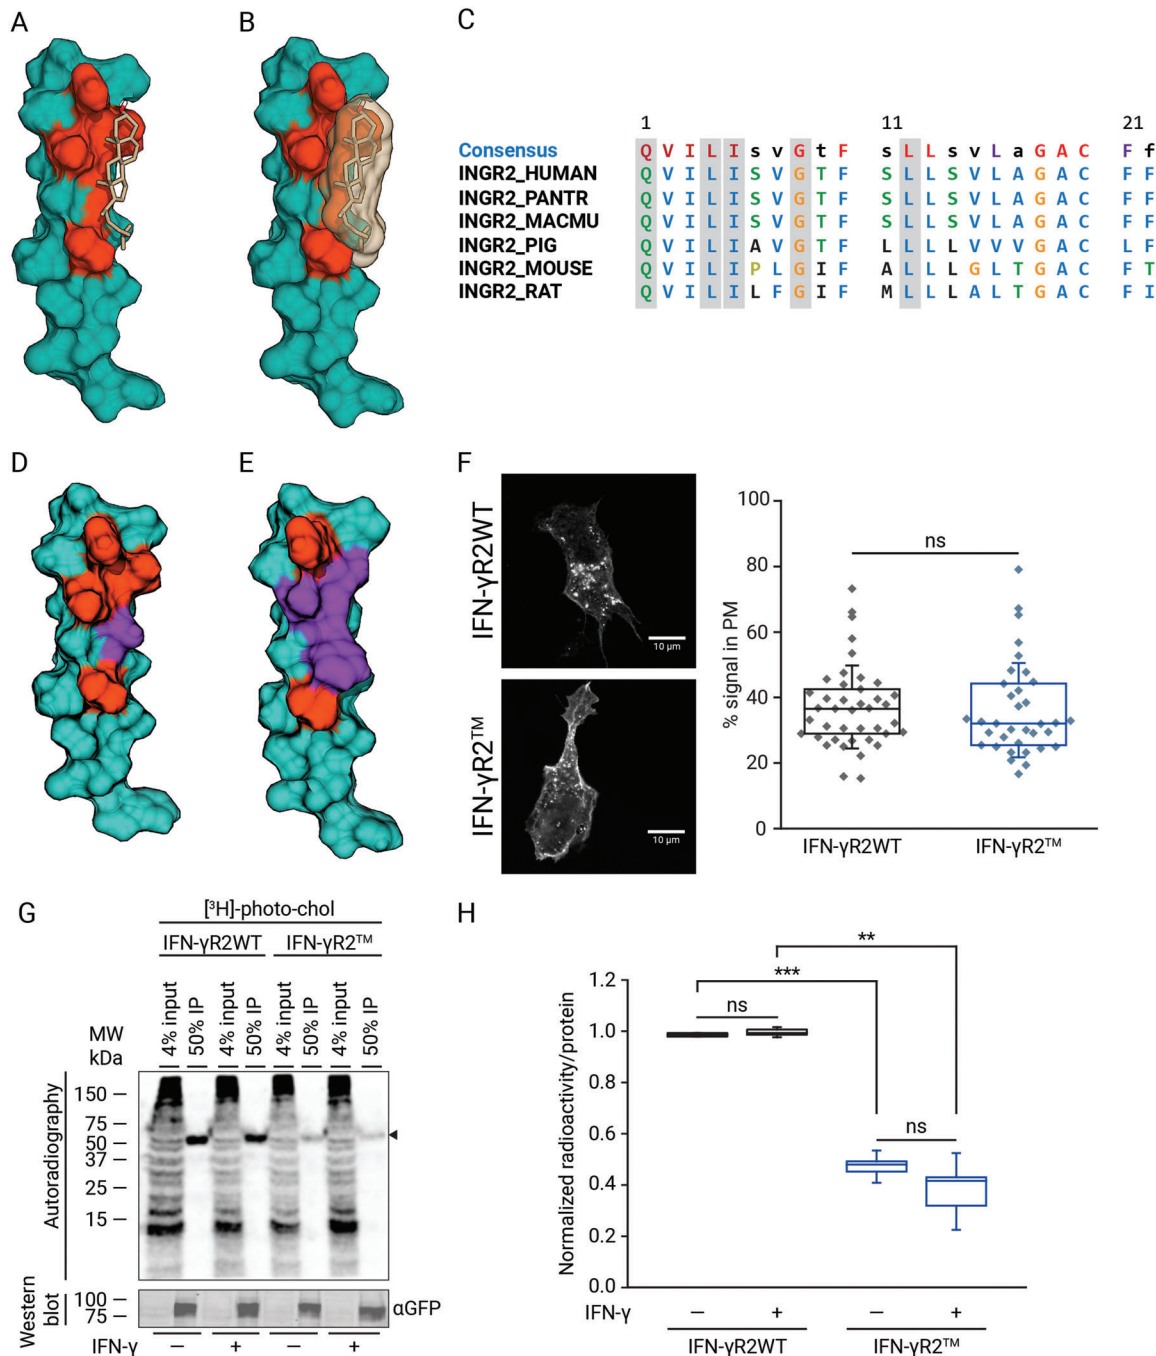 A
B
C
1 11 21
Consensus Q V I L I s v G t F s L L s v L a G A C F f
INGR2_HUMAN Q V I L I S V G T F S L L S V L A G A C F F
INGR2_PANTR Q V I L I S V G T F S L L S V L A G A C F F
INGR2_MACMU Q V I L I S V G T F S L L S V L A G A C F F
INGR2_PIG Q V I L I A V G T F L L L L V V V G A C L F
INGR2_MOUSE Q V I L I P L G I F A L L L G L T G A C F T
INGR2_RAT Q V I L I L F G I F M L L L A L T G A C F I
D
E
F
IFN-γR2WT
10 μm
IFN-γR2TM
10 μm
% signal in PM
100
80
60
40
20
0
ns
IFN-γR2WT IFN-γR2TM
G
[3H]-photo-chol
IFN-γR2WT IFN-γR2TM
4% input 50% IP 4% input 50% IP 4% input 50% IP 4% input 50% IP
MW
kDa
Autoradiography
150
75
50
37
25
15
Western
blot
100
75
αGFP
IFN-γ – + – +
H
Normalized radioactivity/protein
1.2
1.0
0.8
0.6
0.4
0.2
0.0
**
***
ns
ns
IFN-γ – + – +
IFN-γR2WT IFN-γR2TM